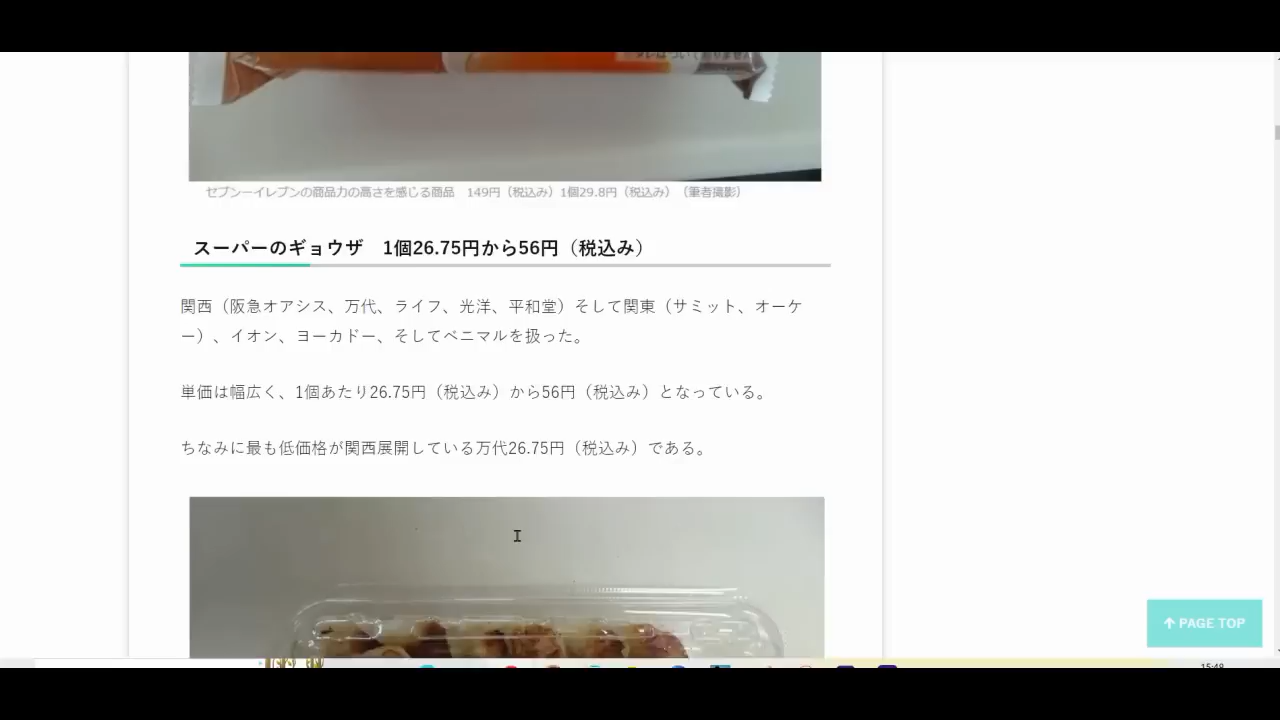 セブンーイレブンの商品力の高さを感じる商品　149円（税込み）1個29.8円（税込み）（筆者撮影）
スーパーのギョウザ　1個26.75円から56円（税込み）
関西（阪急オアシス、万代、ライフ、光洋、平和堂）そして関東（サミット、オーケ
ー）、イオン、ヨーカドー、そしてベニマルを扱った。
単価は幅広く、1個あたり26.75円（税込み）から56円（税込み）となっている。
ちなみに最も低価格が関西展開している万代26.75円（税込み）である。
PAGE TOP